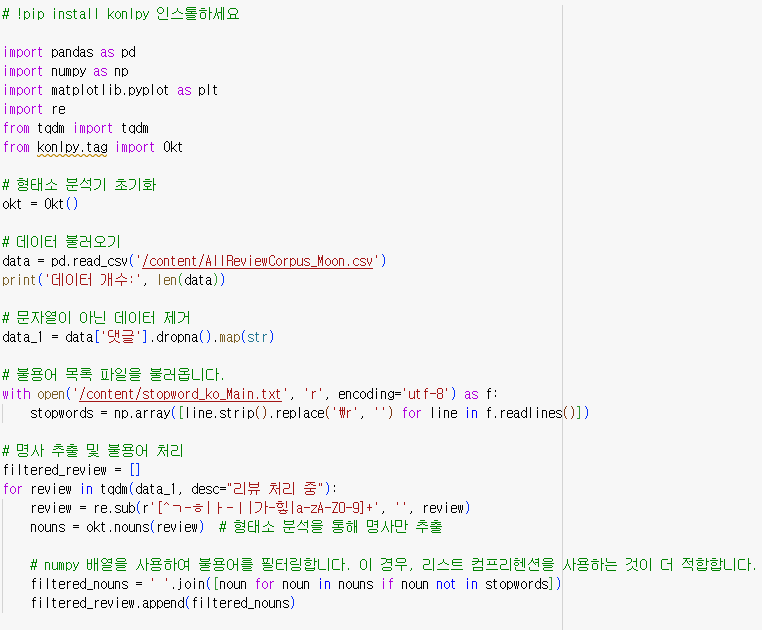 # !pip install konlpy 인스톨하세요
import pandas as pd
import numpy as np
import matplotlib.pyplot as plt
import re
from tqdm import tqdm
from konlpy.tag import Okt
# 형태소 분석기 초기화
okt = Okt()
# 데이터 불러오기
data = pd.read_csv('/content/AllReviewCorpus_Moon.csv')
print('데이터 개수:', len(data))
# 문자열이 아닌 데이터 제거
data_1 = data['댓글'].dropna().map(str)
# 불용어 목록 파일을 불러옵니다.
with open('/content/stopword_ko_Main.txt', 'r', encoding='utf-8') as f:
    stopwords = np.array([line.strip().replace('₩r', '') for line in f.readlines()])
# 명사 추출 및 불용어 처리
filtered_review = []
for review in tqdm(data_1, desc="리뷰 처리 중"):
    review = re.sub(r'[^ㄱ-ㅎ|ㅏ-ㅣ|가-힣|a-zA-Z0-9]+', '', review)
    nouns = okt.nouns(review)  # 형태소 분석을 통해 명사만 추출
    # numpy 배열을 사용하여 불용어를 필터링합니다. 이 경우, 리스트 컴프리헨션을 사용하는 것이 더 적합합니다.
    filtered_nouns = ' '.join([noun for noun in nouns if noun not in stopwords])
    filtered_review.append(filtered_nouns)